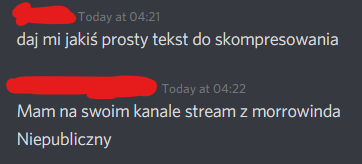 Today at 04:21
daj mi jakiś prosty tekst do skompresowania
Today at 04:22
Mam na swoim kanale stream z morrowinda
Niepubliczny